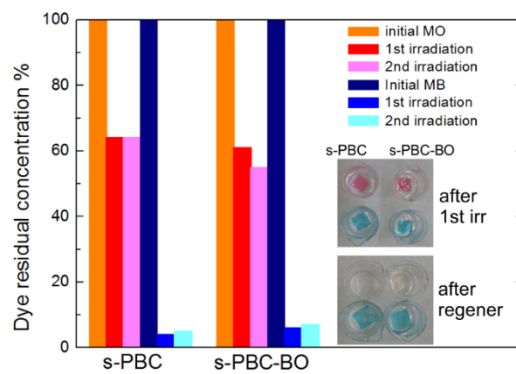 100
80
60
40
20
0
Dye residual concentration %
initial MO
1st irradiation
2nd irradiation
Initial MB
1st irradiation
2nd irradiation
s-PBC s-PBC-BO
after
1st irr
after
regener
s-PBC s-PBC-BO